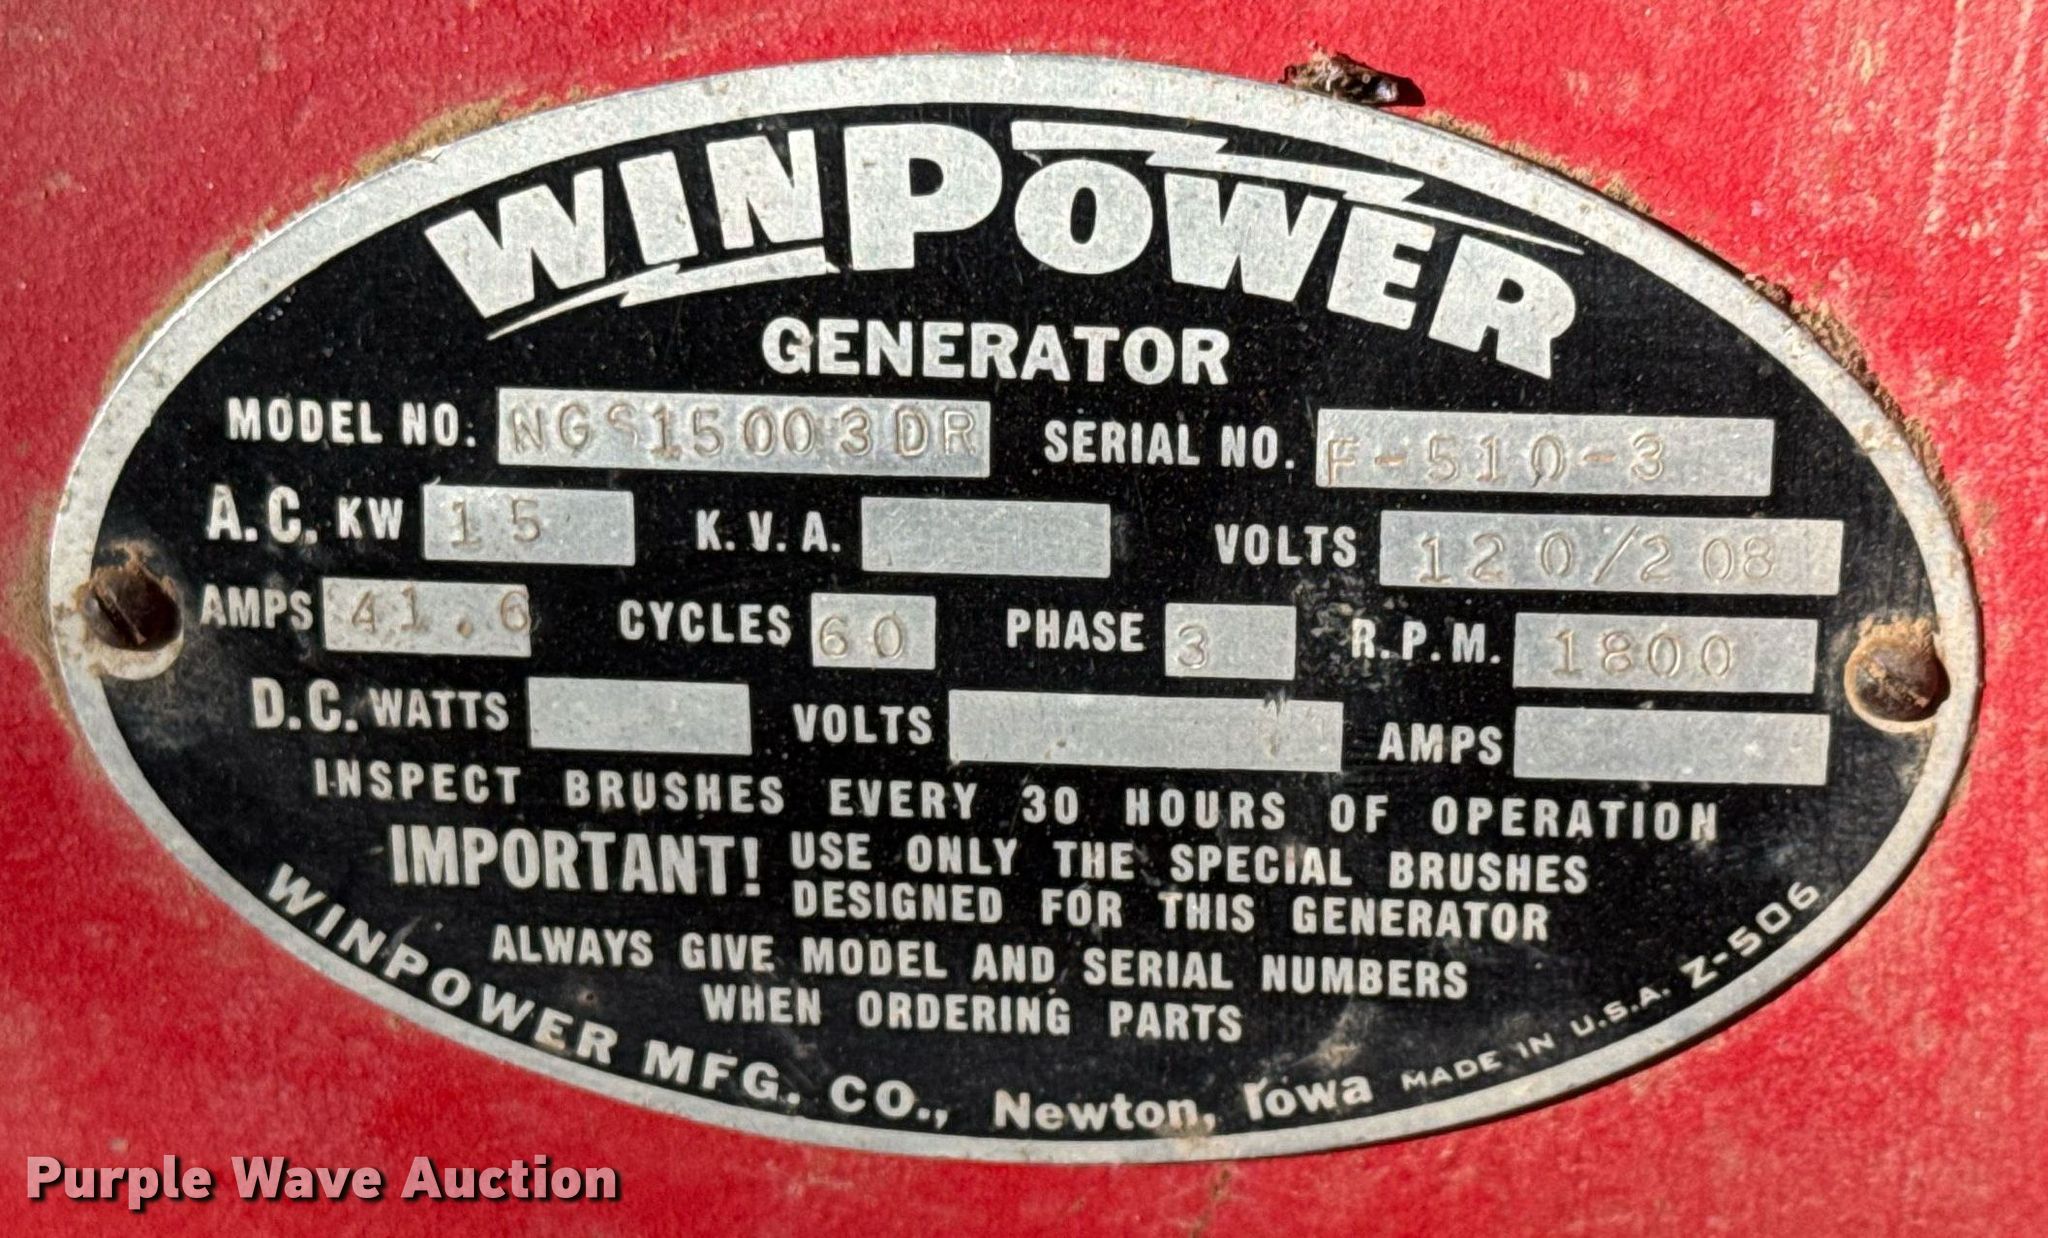 WINPOWER
GENERATOR
MODEL NO. NGS15003DR SERIAL NO. F-510-3
A.C. KW 15 K.V.A. VOLTS 120/208
AMPS 41.6 CYCLES 60 PHASE 3 R.P.M. 1800
D.C. WATTS VOLTS AMPS
INSPECT BRUSHES EVERY 30 HOURS OF OPERATION
IMPORTANT! USE ONLY THE SPECIAL BRUSHES
DESIGNED FOR THIS GENERATOR
ALWAYS GIVE MODEL AND SERIAL NUMBERS
WHEN ORDERING PARTS
WINPOWER MFG. CO., Newton, Iowa MADE IN U.S.A. Z-506
Purple Wave Auction